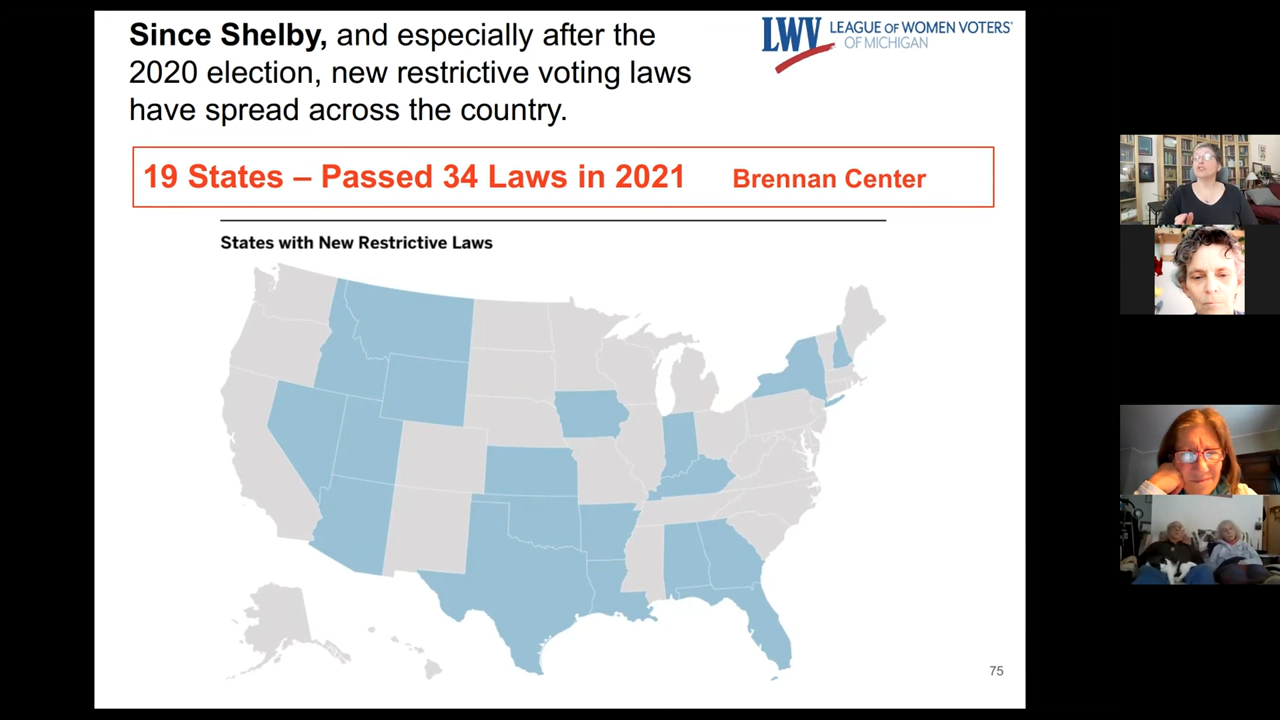 Since Shelby, and especially after the
2020 election, new restrictive voting laws
have spread across the country.
LWV LEAGUE OF WOMEN VOTERS®
OF MICHIGAN
19 States – Passed 34 Laws in 2021 Brennan Center
States with New Restrictive Laws
75